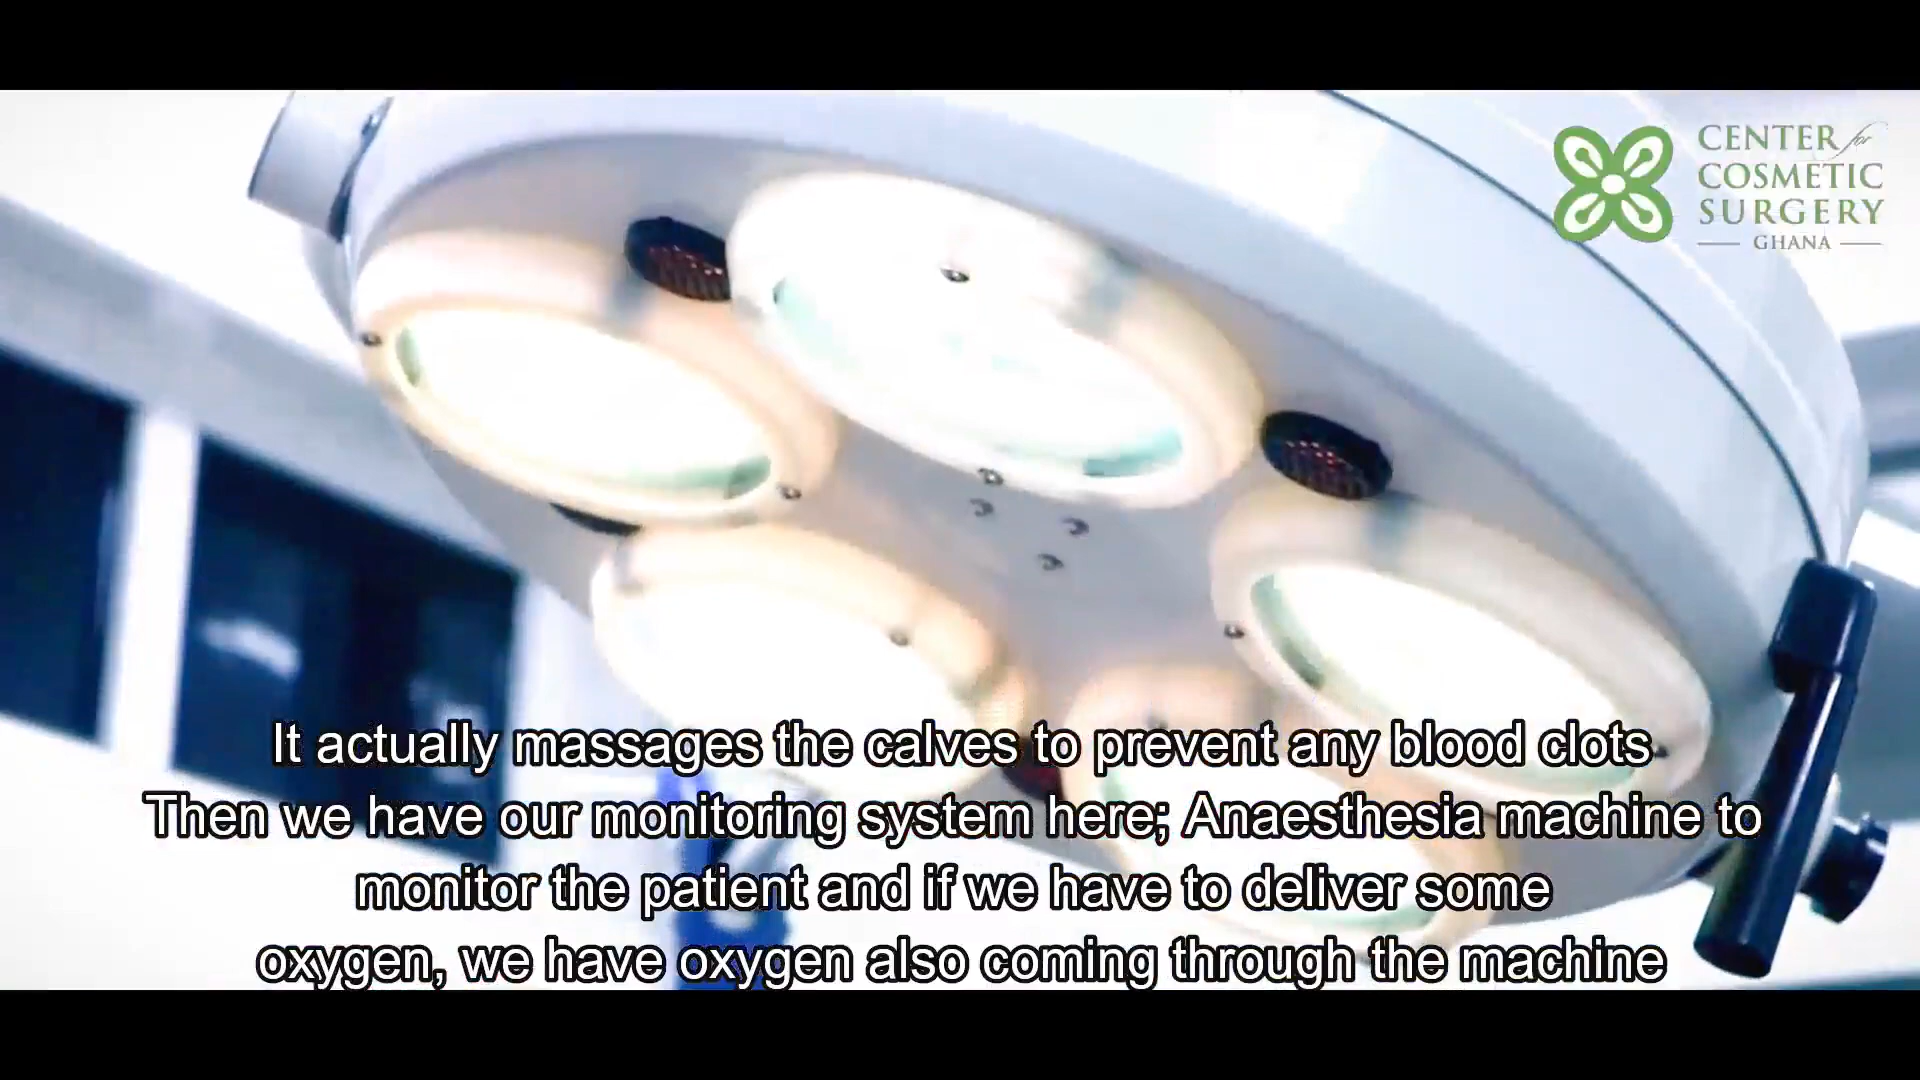 CENTER for
COSMETIC
SURGERY
GHANA
It actually massages the calves to prevent any blood clots
Then we have our monitoring system here; Anaesthesia machine to
monitor the patient and if we have to deliver some
oxygen, we have oxygen also coming through the machine